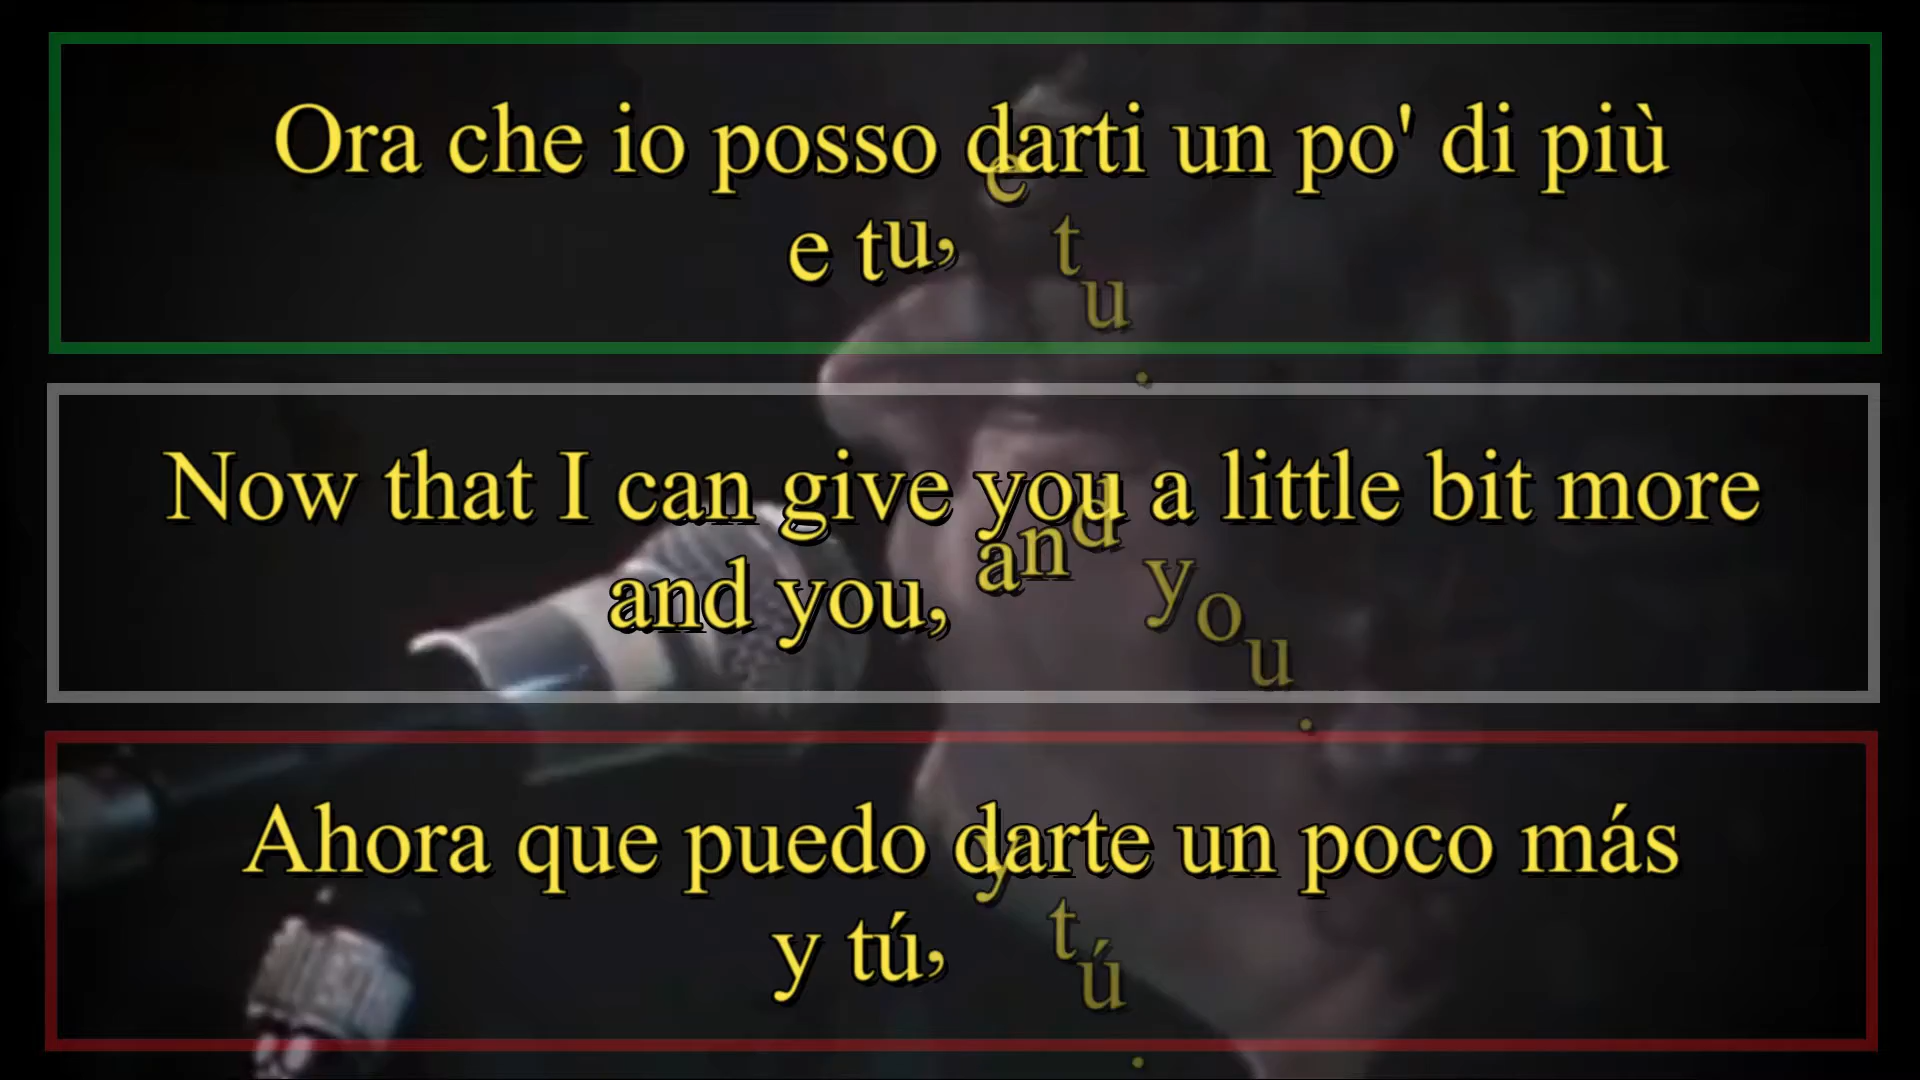 Ora che io posso darti un po' di più
e tu, e tu.
Now that I can give you a little bit more
and you, and you.
Ahora que puedo darte un poco más
y tú, y tú.